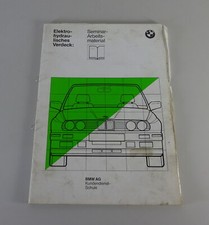 Elektro-
hydrau-
lisches
Verdeck:
Seminar-
Arbeits-
material
BMW AG
Kundendienst
Schule